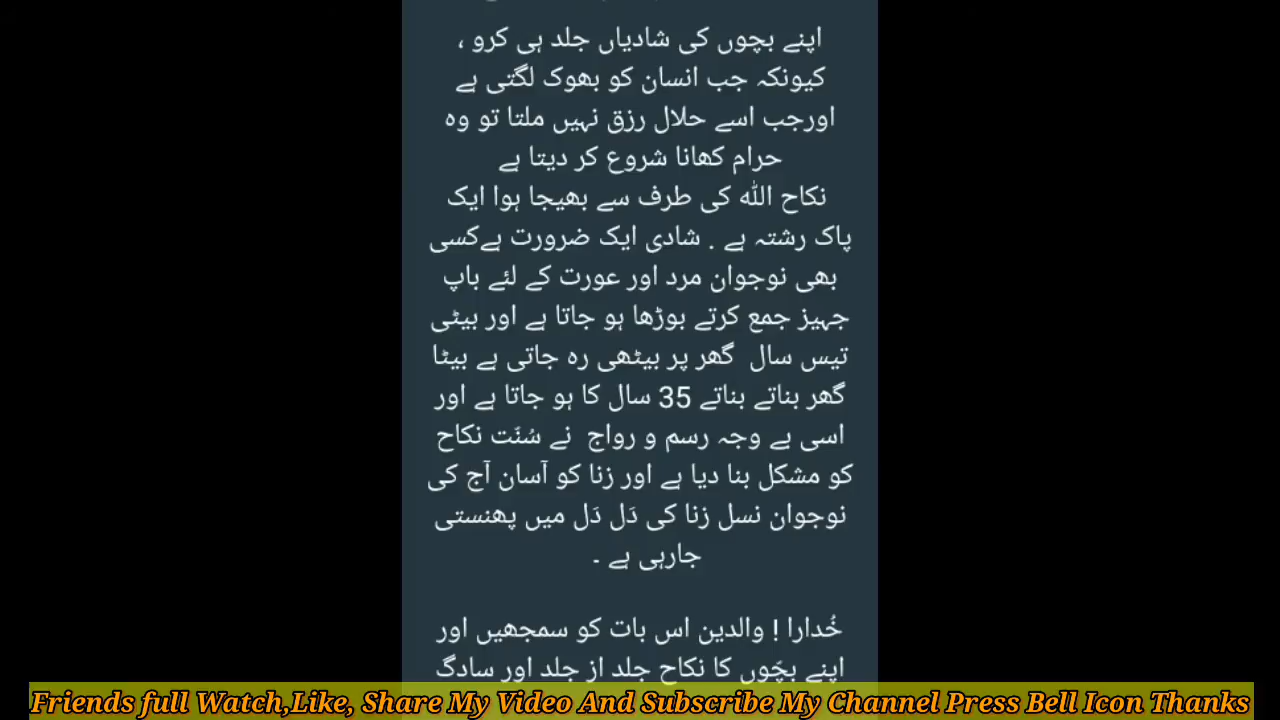 اپنے بچوں کی شادیاں جلد ہی کرو ،
کیونکہ جب انسان کو بھوک لگتی ہے
اورجب اسے حلال رزق نہیں ملتا تو وہ
حرام کھانا شروع کر دیتا ہے
نکاح اللّٰہ کی طرف سے بھیجا ہوا ایک
پاک رشتہ ہے . شادی ایک ضرورت ہےکسی
بھی نوجوان مرد اور عورت کے لئے باپ
جہیز جمع کرتے بوڑھا ہو جاتا ہے اور بیٹی
تیس سال گھر پر بیٹھی رہ جاتی ہے بیٹا
گھر بناتے بناتے 35 سال کا ہو جاتا ہے اور
اسی بے وجہ رسم و رواج نے سُنّت نکاح
کو مشکل بنا دیا ہے اور زنا کو آسان آج کی
نوجوان نسل زنا کی دَل دَل میں پھنستی
جارہی ہے ۔
خُدارا ! والدین اس بات کو سمجھیں اور
اپنے بچّوں کا نکاح جلد از جلد اور سادگ
Friends full Watch,Like, Share My Video And Subscribe My Channel Press Bell Icon Thanks